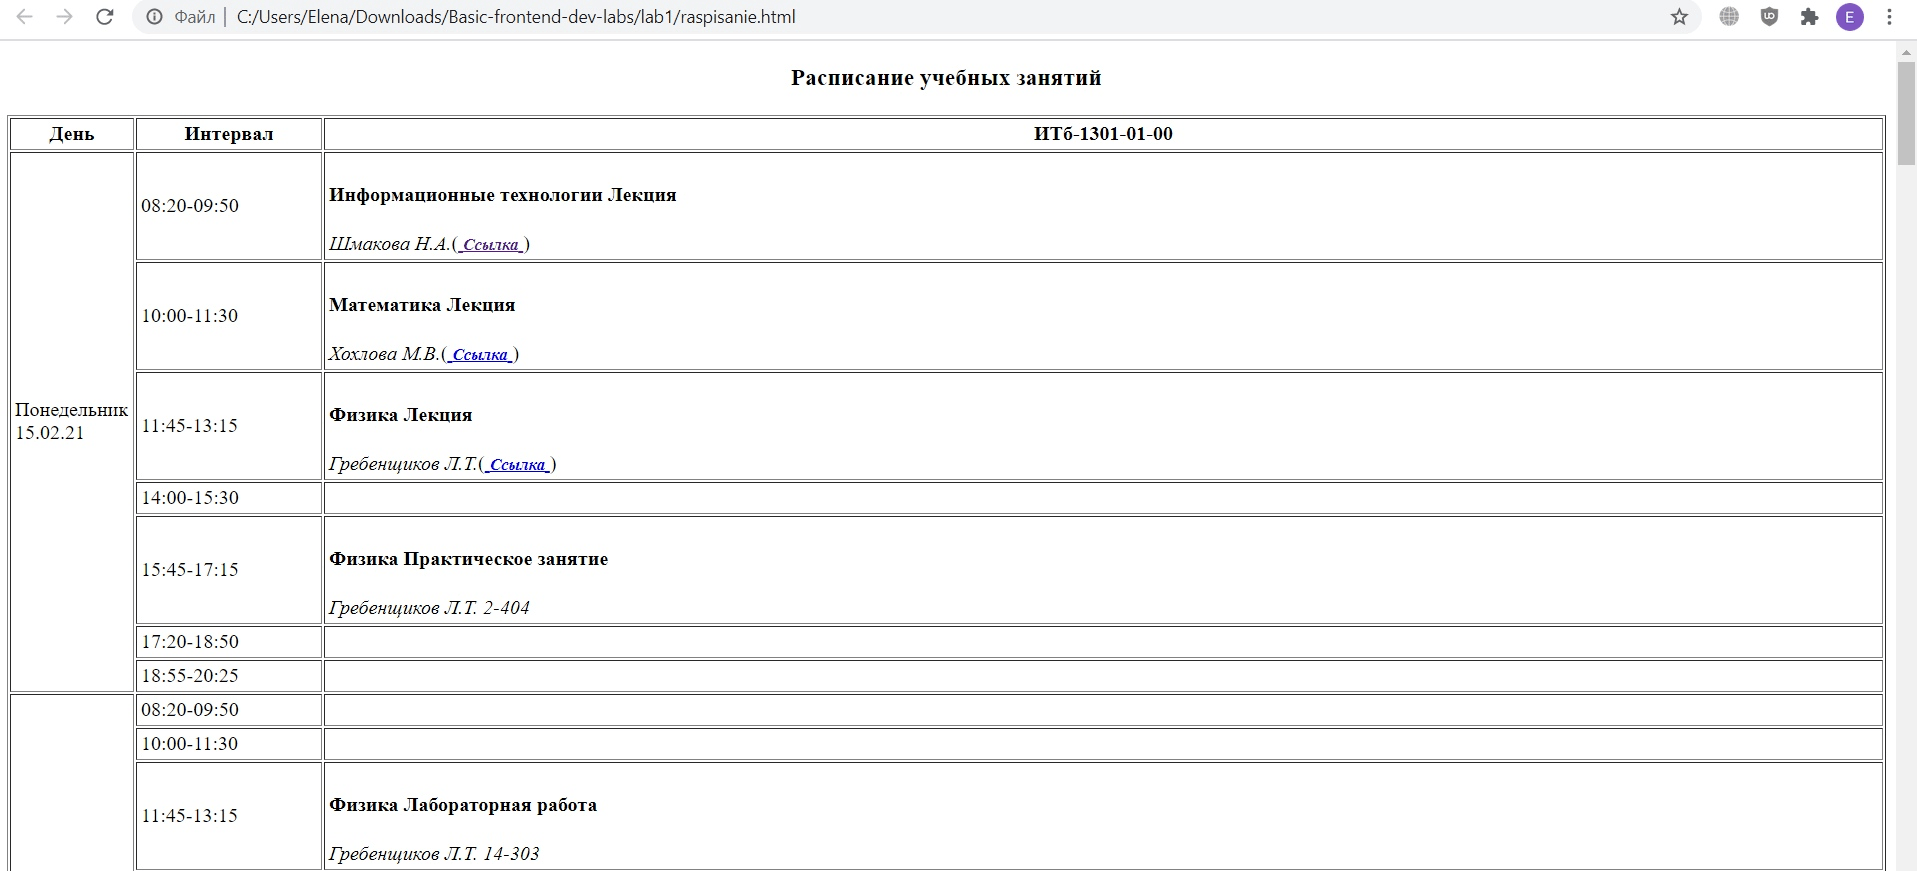 Файл | C:/Users/Elena/Downloads/Basic-frontend-dev-labs/lab1/raspisanie.html
E
Расписание учебных занятий
День Интервал ИТб-1301-01-00
Понедельник
15.02.21
08:20-09:50
Информационные технологии Лекция
Шмакова Н.А.( Ссылка )
10:00-11:30
Математика Лекция
Хохлова М.В.( Ссылка )
11:45-13:15
Физика Лекция
Гребенщиков Л.Т.( Ссылка )
14:00-15:30
15:45-17:15
Физика Практическое занятие
Гребенщиков Л.Т. 2-404
17:20-18:50
18:55-20:25
08:20-09:50
10:00-11:30
11:45-13:15
Физика Лабораторная работа
Гребенщиков Л.Т. 14-303